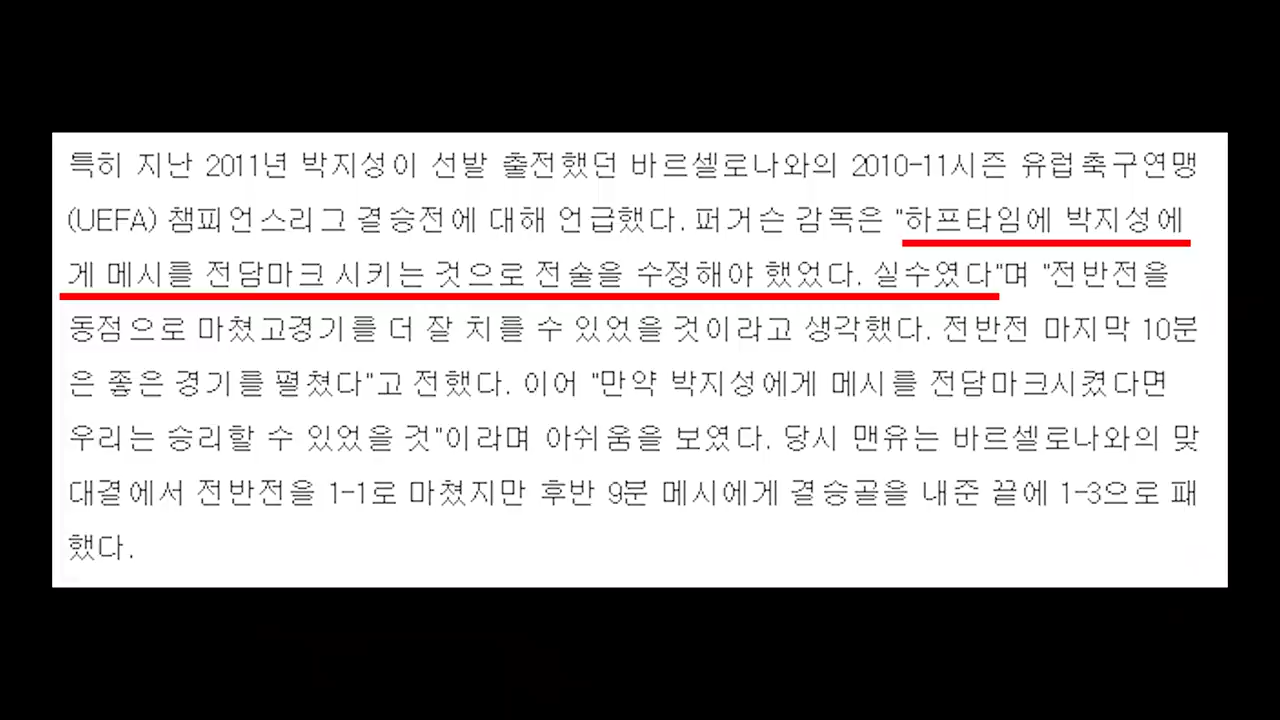 특히 지난 2011년 박지성이 선발 출전했던 바르셀로나와의 2010-11시즌 유럽축구연맹
(UEFA) 챔피언스리그 결승전에 대해 언급했다. 퍼거슨 감독은 "하프타임에 박지성에
게 메시를 전담마크 시키는 것으로 전술을 수정해야 했었다. 실수였다"며 "전반전을
동점으로 마쳤고경기를 더 잘 치를 수 있었을 것이라고 생각했다. 전반전 마지막 10분
은 좋은 경기를 펼쳤다"고 전했다. 이어 "만약 박지성에게 메시를 전담마크시켰다면
우리는 승리할 수 있었을 것"이라며 아쉬움을 보였다. 당시 맨유는 바르셀로나와의 맞
대결에서 전반전을 1-1로 마쳤지만 후반 9분 메시에게 결승골을 내준 끝에 1-3으로 패
했다.